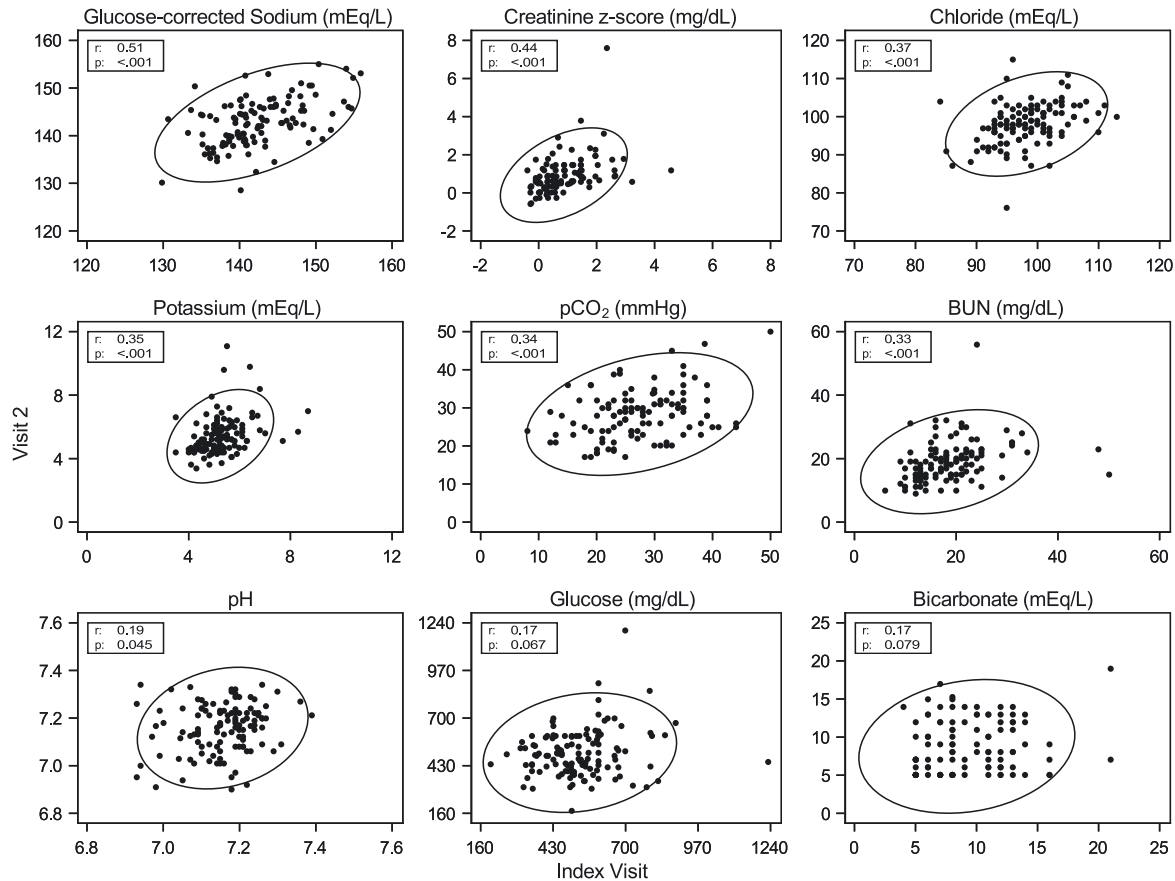 Glucose-corrected Sodium (mEq/L)
r: 0.51
p: <.001
160
150
140
130
120
120 130 140 150 160
Creatinine z-score (mg/dL)
r: 0.44
p: <.001
8
6
4
2
0
-2
-2 0 2 4 6 8
Chloride (mEq/L)
r: 0.37
p: <.001
120
110
100
90
80
70
70 80 90 100 110 120
Visit 2
Potassium (mEq/L)
r: 0.35
p: <.001
12
8
4
0
0 4 8 12
pCO₂ (mmHg)
r: 0.34
p: <.001
50
40
30
20
10
0
0 10 20 30 40 50
BUN (mg/dL)
r: 0.33
p: <.001
60
40
20
0
0 20 40 60
pH
r: 0.19
p: 0.045
7.6
7.4
7.2
7.0
6.8
6.8 7.0 7.2 7.4 7.6
Glucose (mg/dL)
r: 0.17
p: 0.067
1240
970
700
430
160
160 430 700 970 1240
Bicarbonate (mEq/L)
r: 0.17
p: 0.079
25
20
15
10
5
0
0 5 10 15 20 25
Index Visit